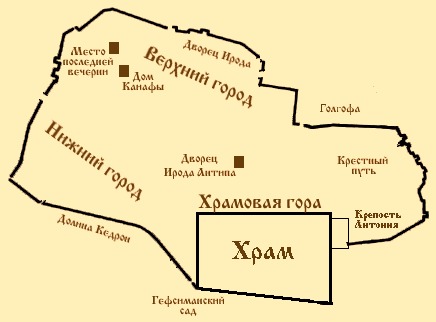 Место
последней
вечерни
Дом
Канафы
Верхний город
Дворец Ирода
Голгофа
Нижний город
Дворец
Ирода Антипа
Крестный
путь
Храмовая гора
Крепость
Антония
Храм
Долина Кедрон
Гефсиманский
сад